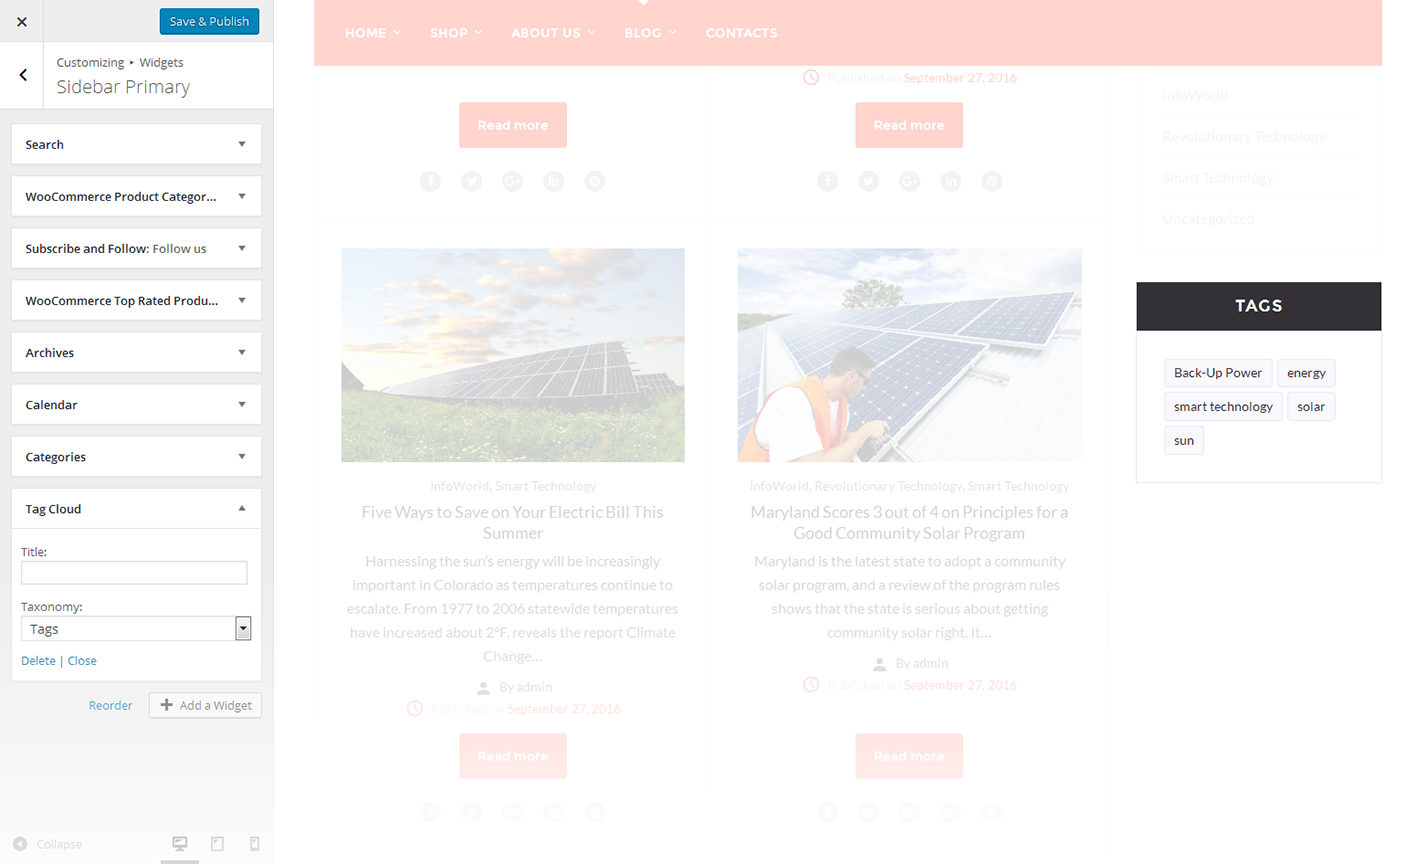 Save & Publish
Customizing ▸ Widgets
Sidebar Primary
Search
WooCommerce Product Categor...
Subscribe and Follow: Follow us
WooCommerce Top Rated Produ...
Archives
Calendar
Categories
Tag Cloud
Title:
Taxonomy:
Tags
Delete | Close
Reorder
Add a Widget
Collapse
HOME
SHOP
ABOUT US
BLOG
CONTACTS
Published on September 27, 2016
Read more
Read more
InfoWorld, Smart Technology
Five Ways to Save on Your Electric Bill This
Summer
Harnessing the sun's energy will be increasingly
important in Colorado as temperatures continue to
escalate. From 1977 to 2006 statewide temperatures
have increased about 2°F, reveals the report Climate
Change...
By admin
Published on September 27, 2016
Read more
InfoWorld, Revolutionary Technology, Smart Technology
Maryland Scores 3 out of 4 on Principles for a
Good Community Solar Program
Maryland is the latest state to adopt a community
solar program, and a review of the program rules
shows that the state is serious about getting
community solar right. It...
By admin
Published on September 27, 2016
Read more
InfoWorld
Revolutionary Technology
Smart Technology
Uncategorized
TAGS
Back-Up Power energy
smart technology solar
sun